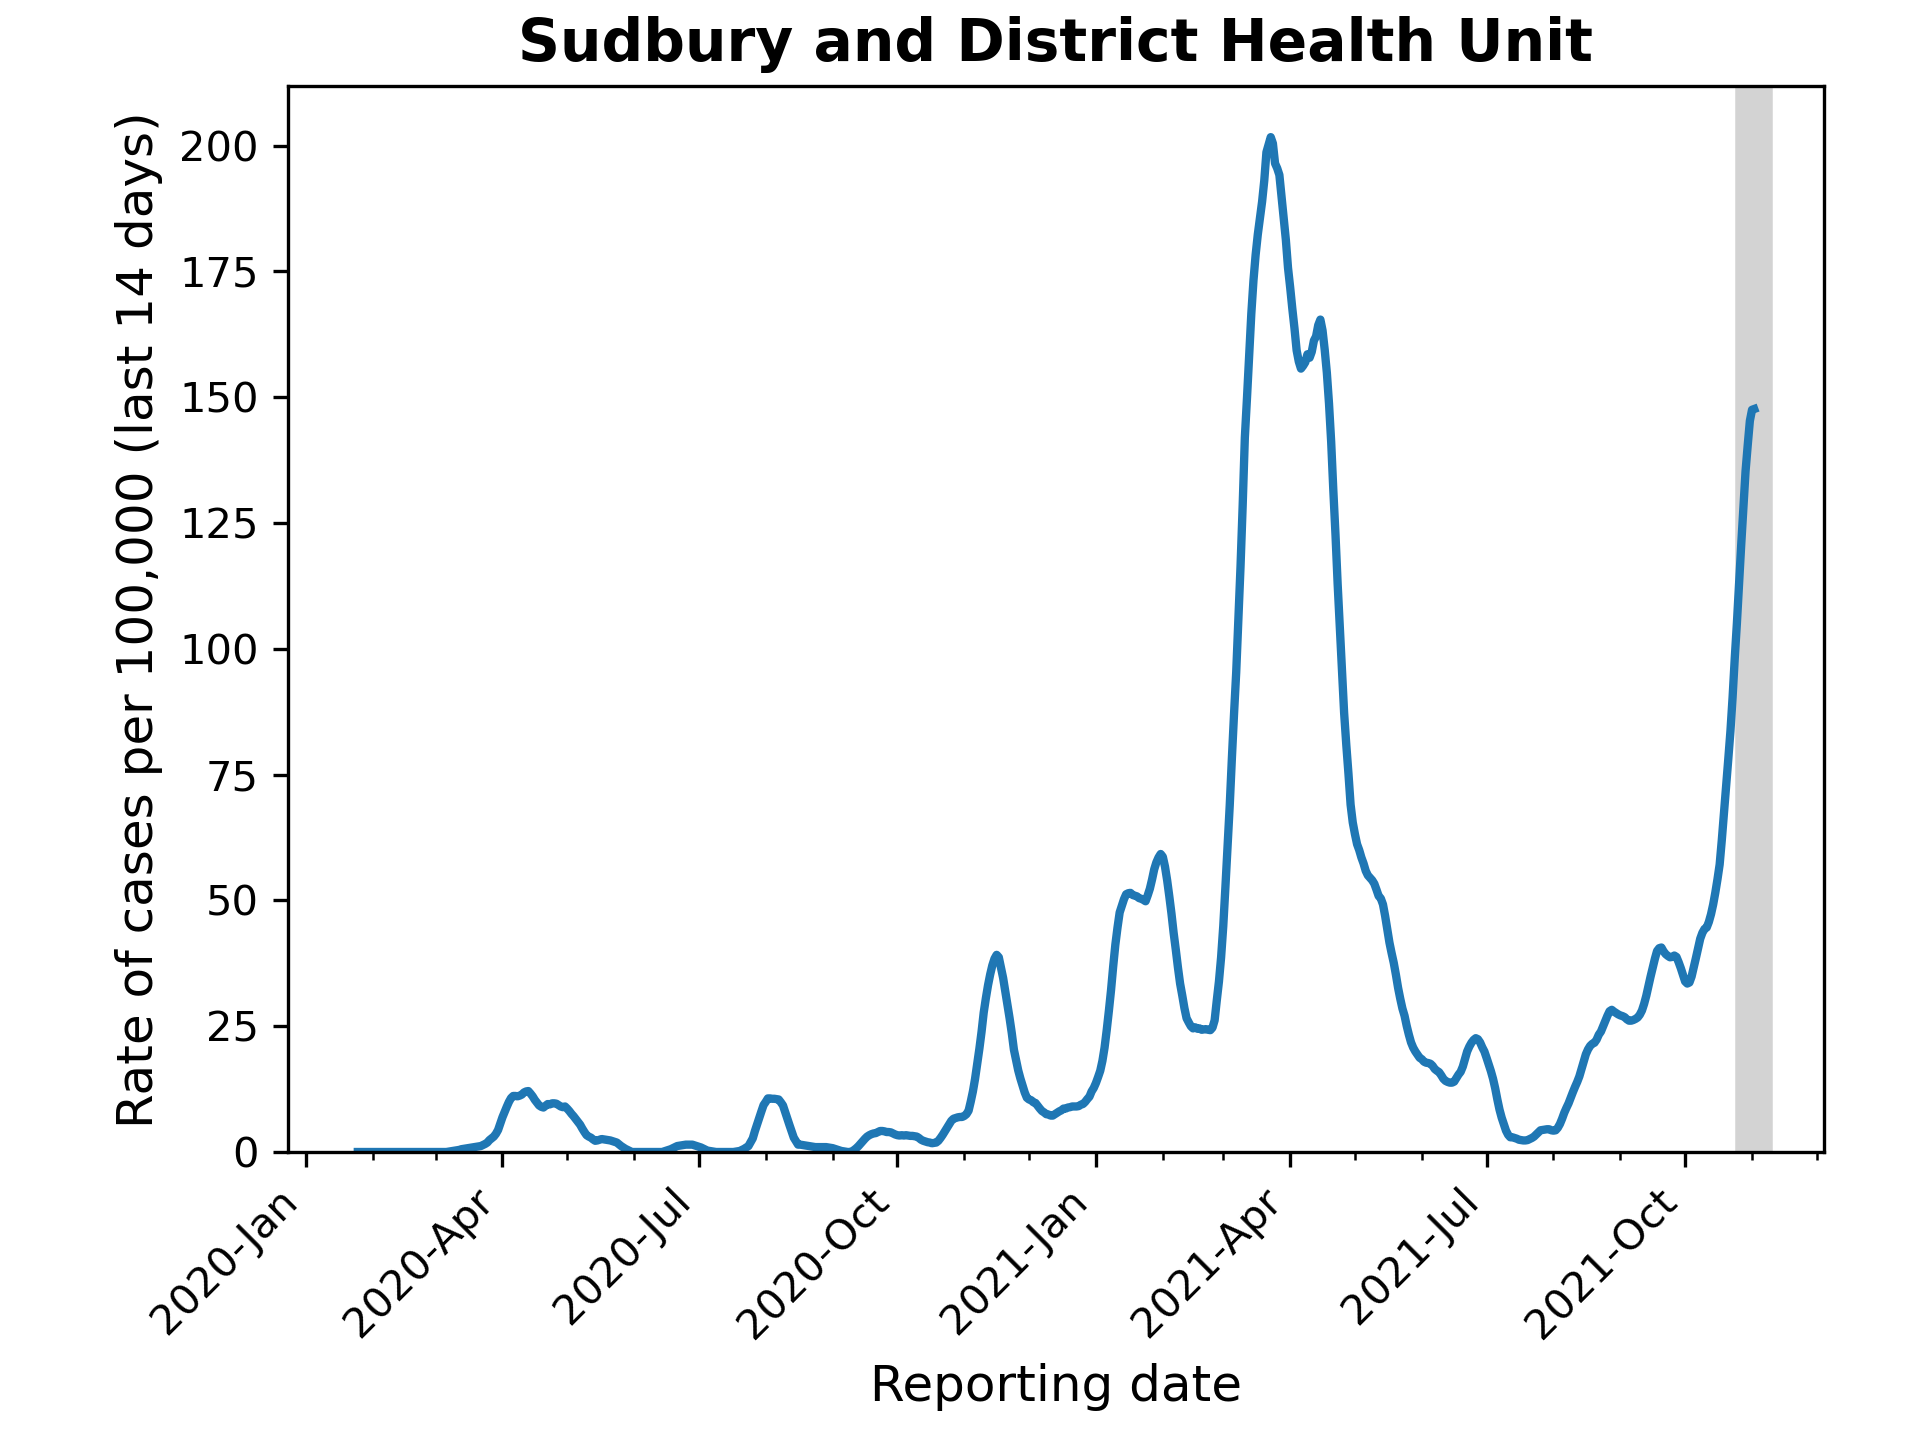 Sudbury and District Health Unit
Rate of cases per 100,000 (last 14 days)
200
175
150
125
100
75
50
25
0
2020-Jan
2020-Apr
2020-Jul
2020-Oct
2021-Jan
2021-Apr
2021-Jul
2021-Oct
Reporting date